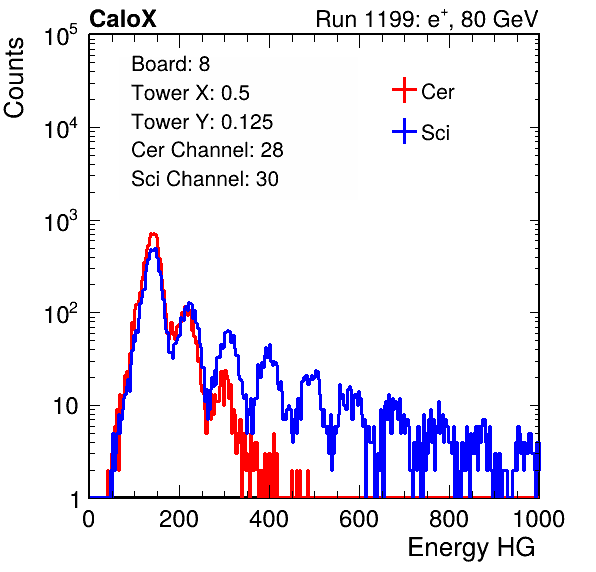 CaloX Run 1199: e⁺, 80 GeV
Counts
10⁵
10⁴
10³
10²
10
1
Board: 8
Tower X: 0.5
Tower Y: 0.125
Cer Channel: 28
Sci Channel: 30
Cer
Sci
0 200 400 600 800 1000
Energy HG